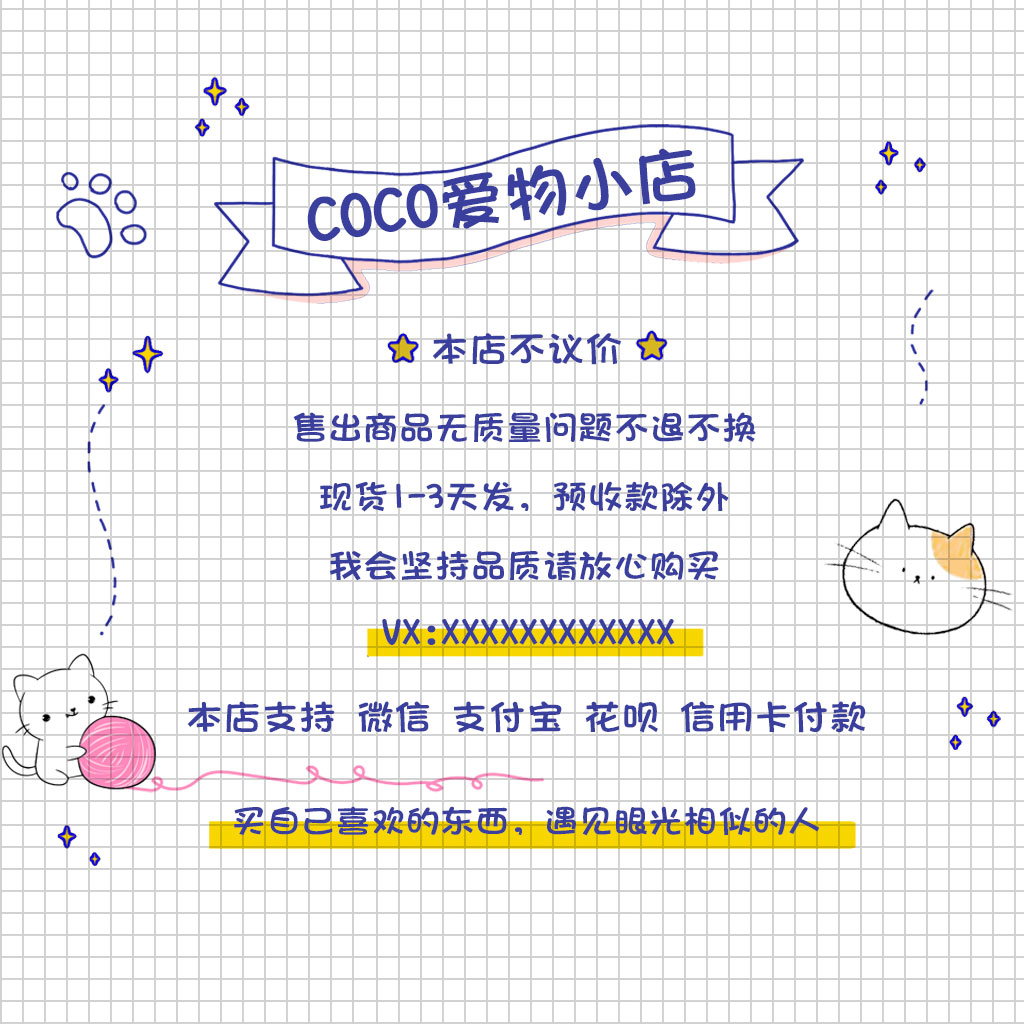 COCO爱物小店
本店不议价
售出商品无质量问题不退不换
现货1-3天发，预收款除外
我会坚持品质请放心购买
VX:XXXXXXXXXXXX
本店支持 微信 支付宝 花呗 信用卡付款
买自己喜欢的东西，遇见眼光相似的人